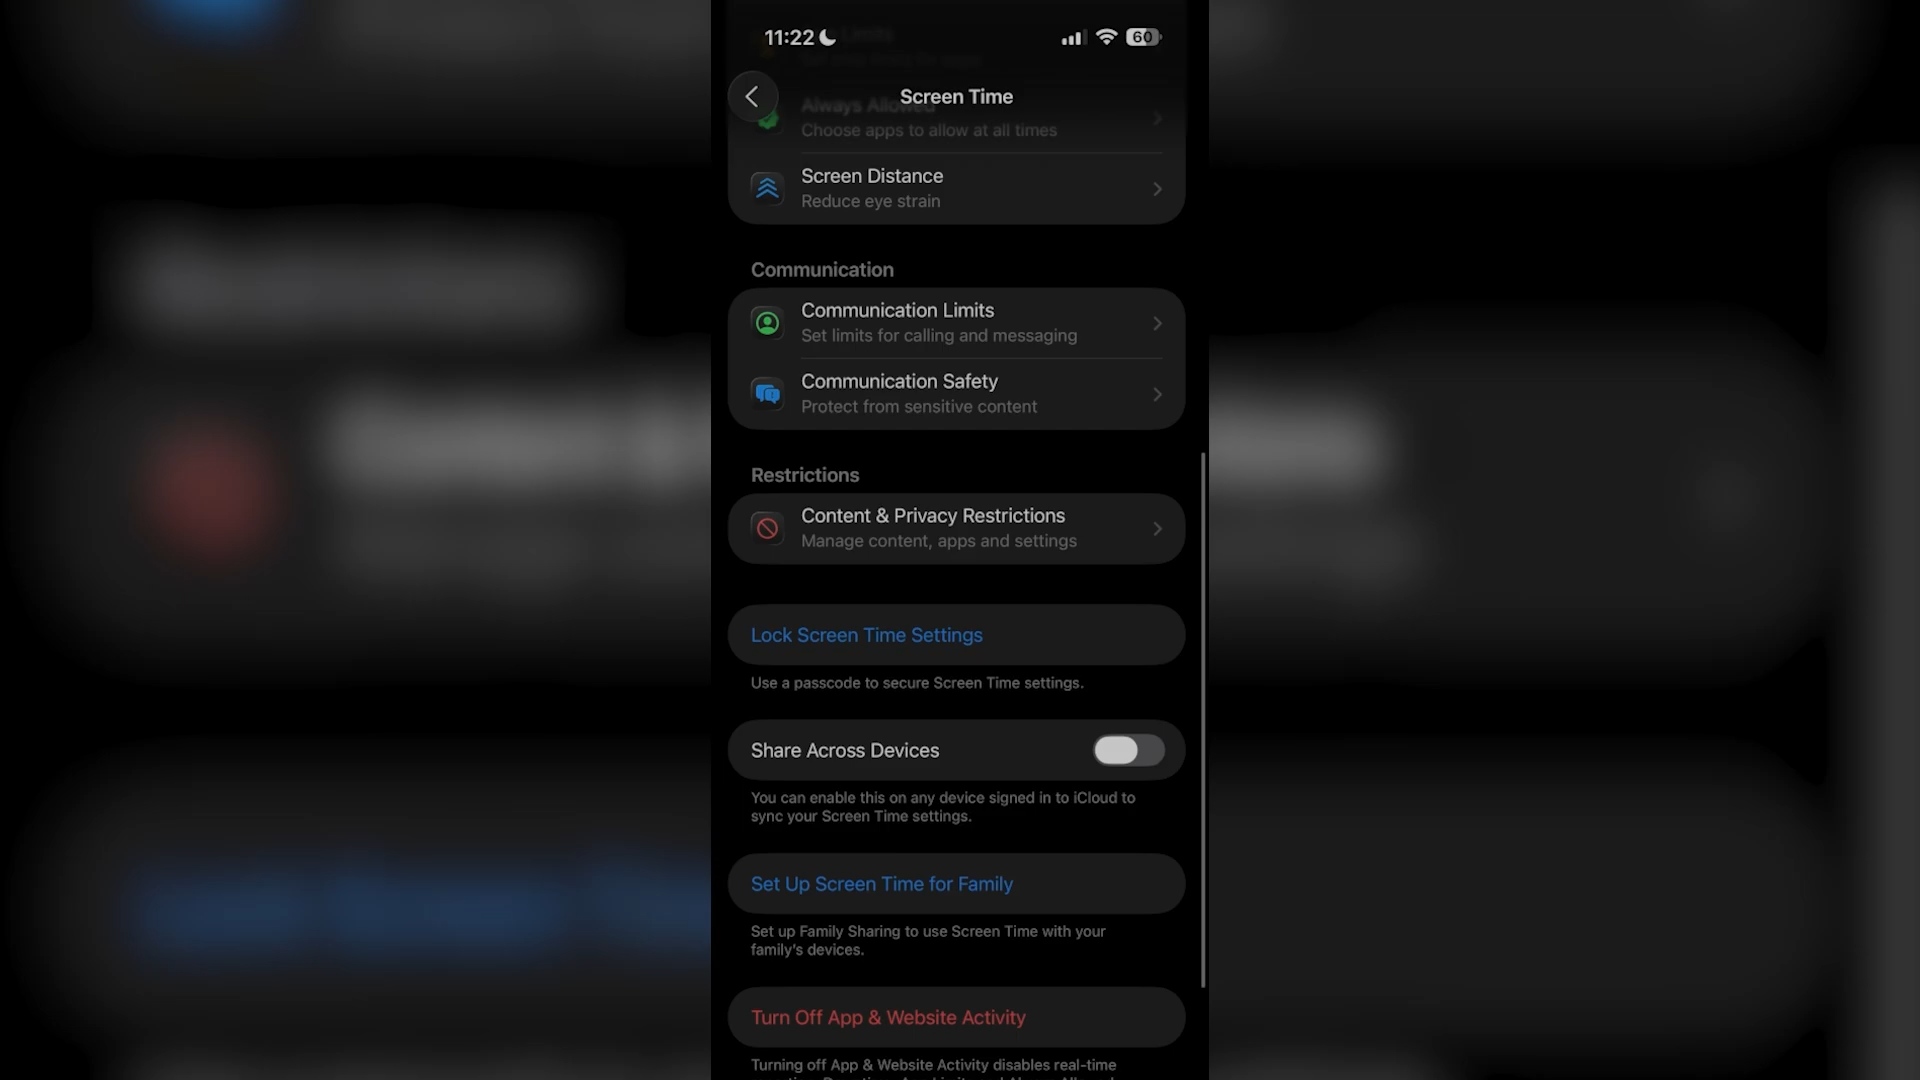 11:22
60
Screen Time
Always Allowed
Choose apps to allow at all times
Screen Distance
Reduce eye strain
Communication
Communication Limits
Set limits for calling and messaging
Communication Safety
Protect from sensitive content
Restrictions
Content & Privacy Restrictions
Manage content, apps and settings
Lock Screen Time Settings
Use a passcode to secure Screen Time settings.
Share Across Devices
You can enable this on any device signed in to iCloud to
sync your Screen Time settings.
Set Up Screen Time for Family
Set up Family Sharing to use Screen Time with your
family's devices.
Turn Off App & Website Activity
Turning off App & Website Activity disables real-time